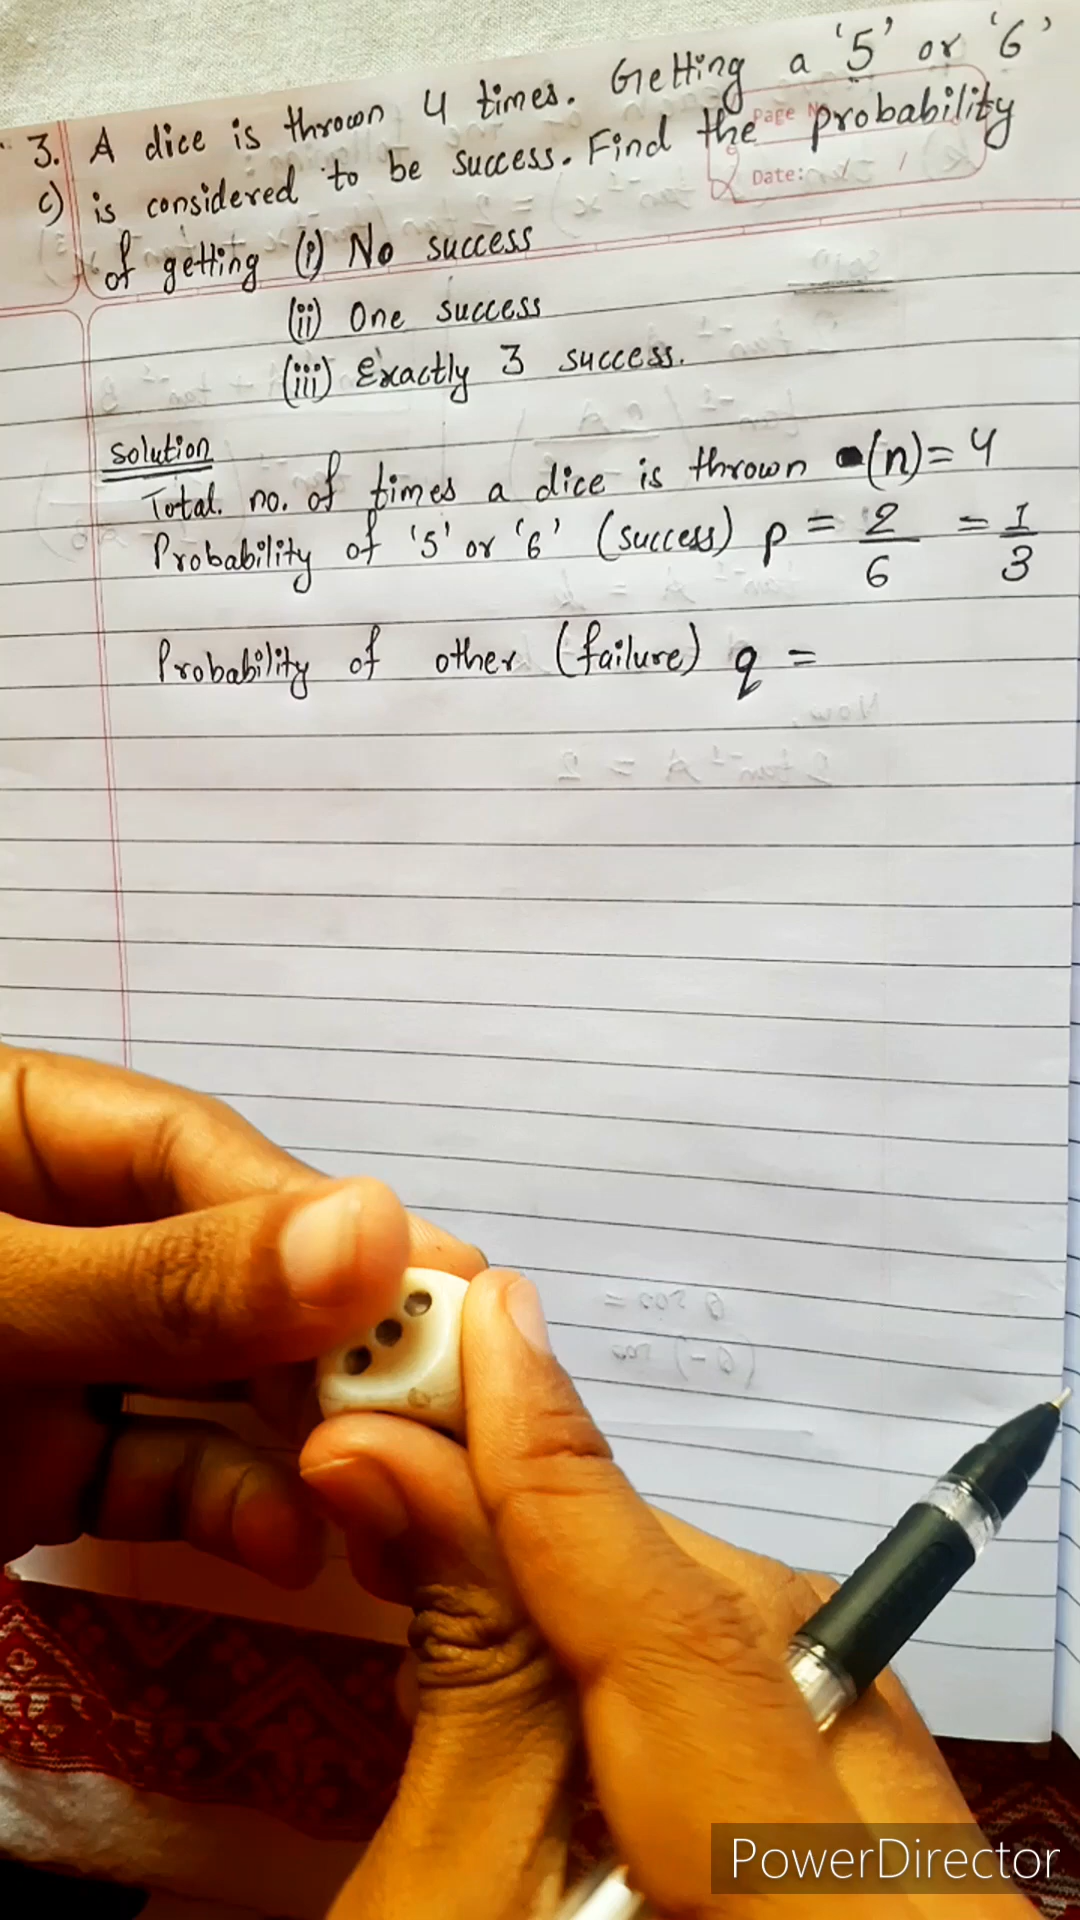 3. A dice is thrown 4 times. Getting a '5' or '6'
c) is considered to be success. Find the probability
of getting (i) No success
(ii) One success
(iii) Exactly 3 success.
Page N
Date: / /
Solution
Total. no. of times a dice is thrown (n) = 4
Probability of '5' or '6' (success) p = 2/6 = 1/3
Probability of other (failure) q =
PowerDirector